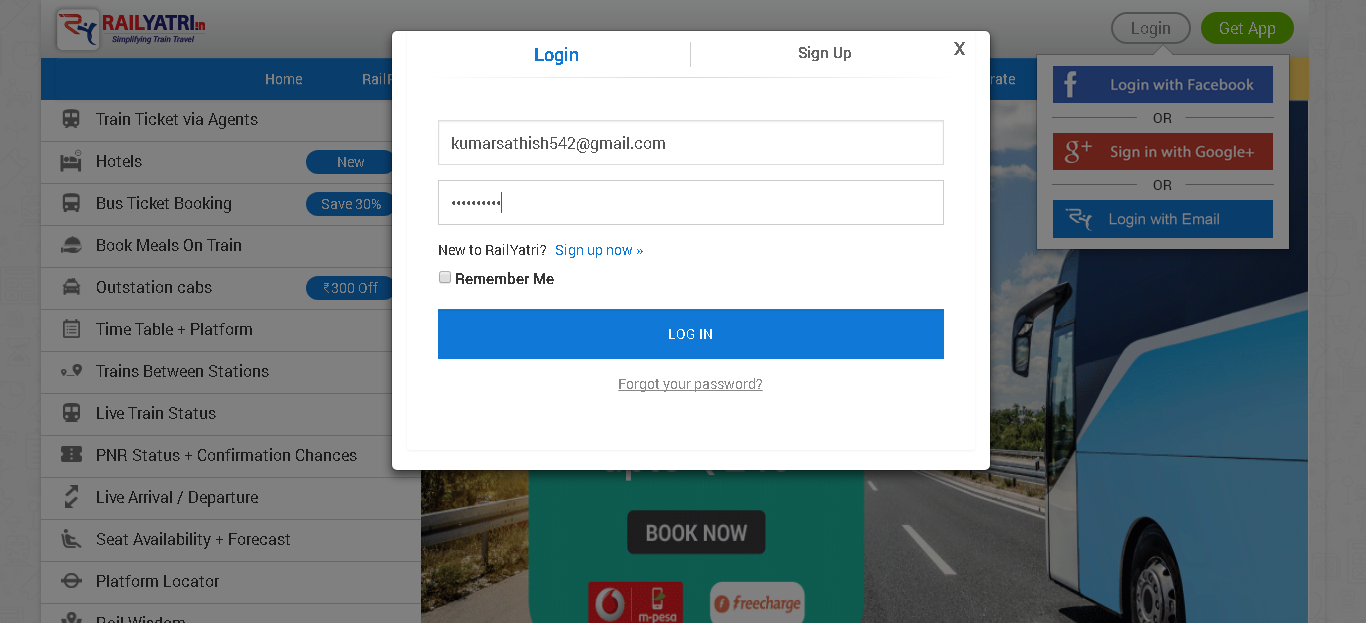 RAILYATRI.in
Simplifying Train Travel
Login
Get App
Home
Login
Sign Up
X
Login with Facebook
OR
Sign in with Google+
OR
Login with Email
Train Ticket via Agents
Hotels
New
Bus Ticket Booking
Save 30%
Book Meals On Train
Outstation cabs
₹300 Off
Time Table + Platform
Trains Between Stations
Live Train Status
PNR Status + Confirmation Chances
Live Arrival / Departure
Seat Availability + Forecast
Platform Locator
Rail Wisdom
kumarsathish542@gmail.com
••••••••••
New to RailYatri? Sign up now »
Remember Me
LOG IN
Forgot your password?
BOOK NOW
m-pesa
freecharge